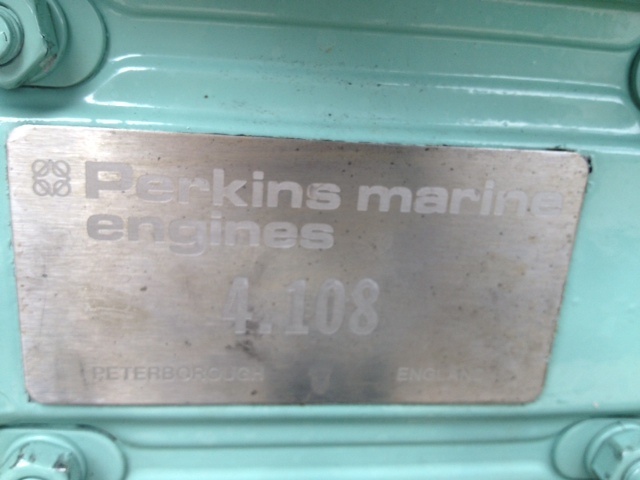 Perkins marine
engines
4.108
PETERBOROUGH ENGLAND